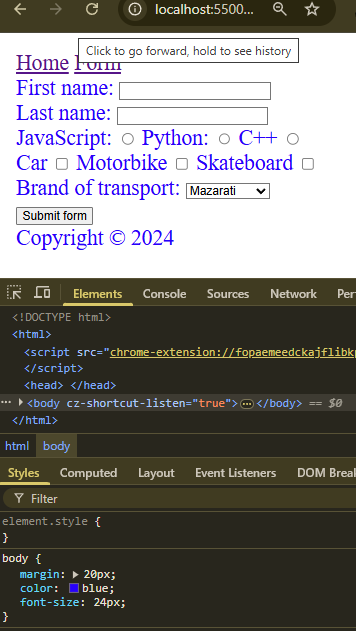 localhost:5500...
Click to go forward, hold to see history
Home Form
First name:
Last name:
JavaScript: Python: C++
Car Motorbike Skateboard
Brand of transport: Mazarati
Submit form
Copyright © 2024
Elements Console Sources Network Per
<!DOCTYPE html>
<html>
<script src="chrome-extension://fopaemeedckajflibkp
</script>
<head> </head>
••• <body cz-shortcut-listen="true"> ••• </body> == $0
</html>
html body
Styles Computed Layout Event Listeners DOM Break
Filter
element.style {
}
body {
margin: 20px;
color: blue;
font-size: 24px;
}